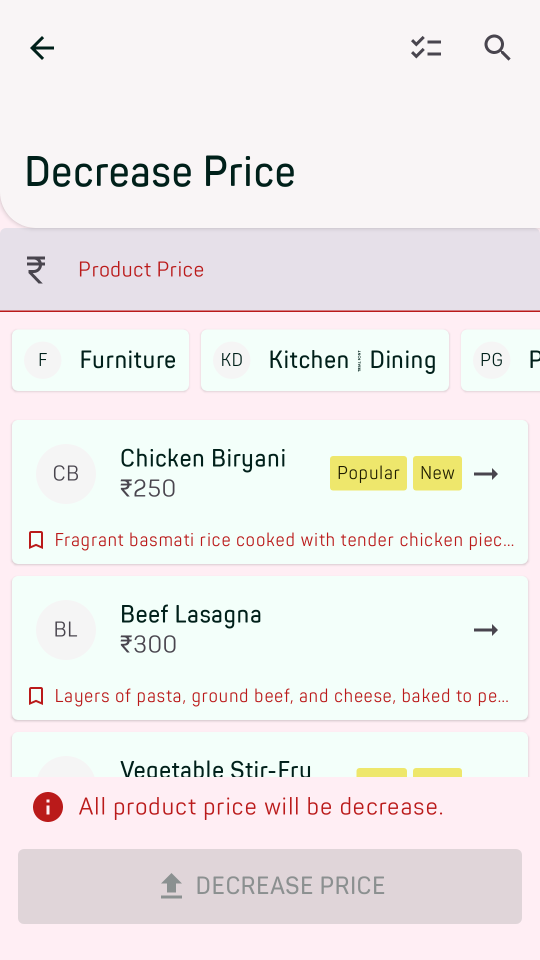 Decrease Price
₹ Product Price
F Furniture KD Kitchen Dining PG P
CB Chicken Biryani Popular New
₹250
Fragrant basmati rice cooked with tender chicken piec...
BL Beef Lasagna
₹300
Layers of pasta, ground beef, and cheese, baked to pe...
Vegetable Stir-Fry
All product price will be decrease.
DECREASE PRICE